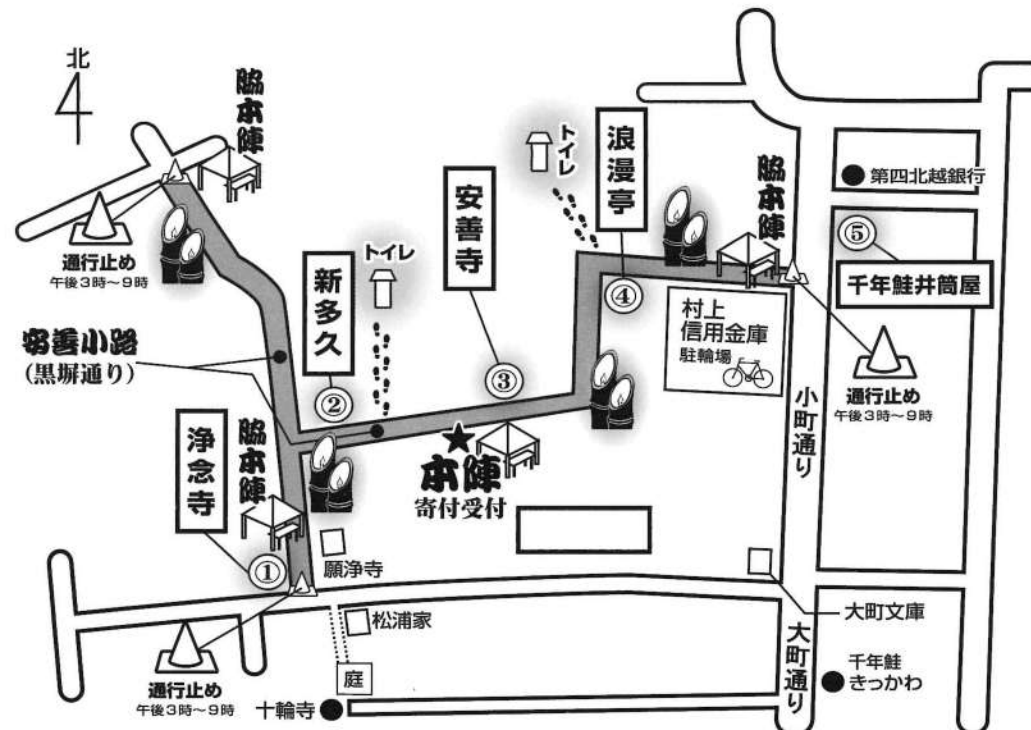 北
脇本陣
通行止め
午後3時~9時
安善小路
(黒塀通り)
新多久
②
トイレ
安善寺
③
トイレ
浪漫亭
④
脇本陣
第四北越銀行
⑤
千年鮭井筒屋
村上
信用金庫
駐輪場
通行止め
午後3時~9時
小町通り
浄念寺
①
脇本陣
本陣
寄付受付
願浄寺
松浦家
通行止め
午後3時~9時
庭
十輪寺
大町文庫
大町通り
千年鮭
きっかわ